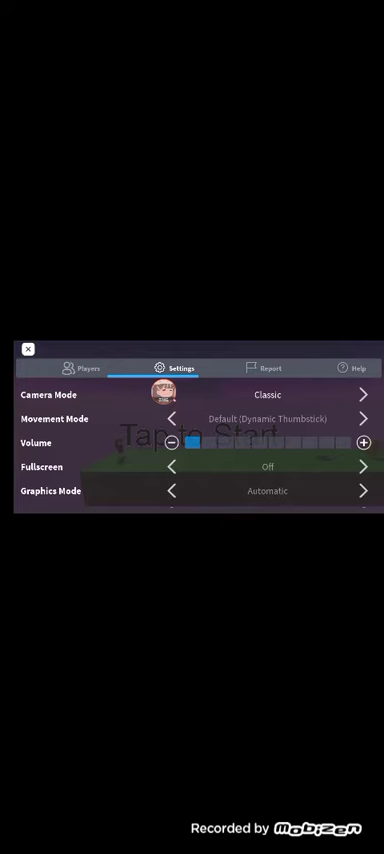 Players Settings Report Help
Camera Mode Classic
Movement Mode Default (Dynamic Thumbstick)
Tap to Start
Volume
Fullscreen Off
Graphics Mode Automatic
Recorded by Mobizen